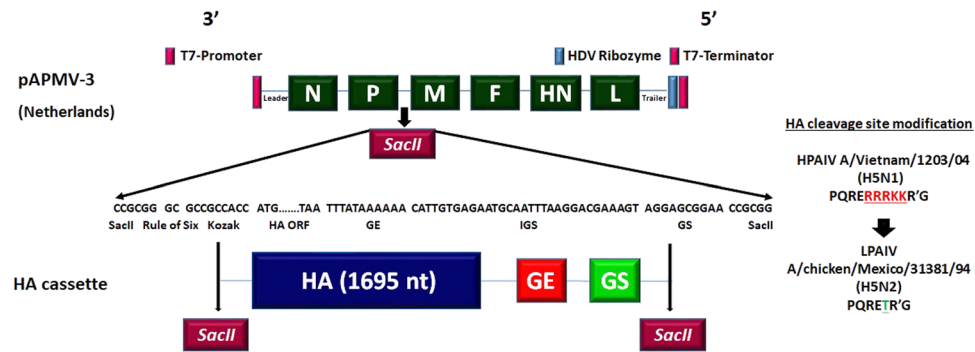 3’ 5’
T7-Promoter HDV Ribozyme T7-Terminator
pAPMV-3
(Netherlands)
Leader N P M F HN L Trailer
SacII
CCGCGG GC GCCGCCACC ATG.......TAA TTTATAAAAAA CATTGTGAGAATGCAATTTAAGGACGAAAGT AGGAGCGGAA CCGCGG
SacII Rule of Six Kozak HA ORF GE IGS GS SacII
HA cassette HA (1695 nt) GE GS
SacII SacII
HA cleavage site modification
HPAIV A/Vietnam/1203/04
(H5N1)
PQRERRRKKR’G
LPAIV
A/chicken/Mexico/31381/94
(H5N2)
PQRETR’G